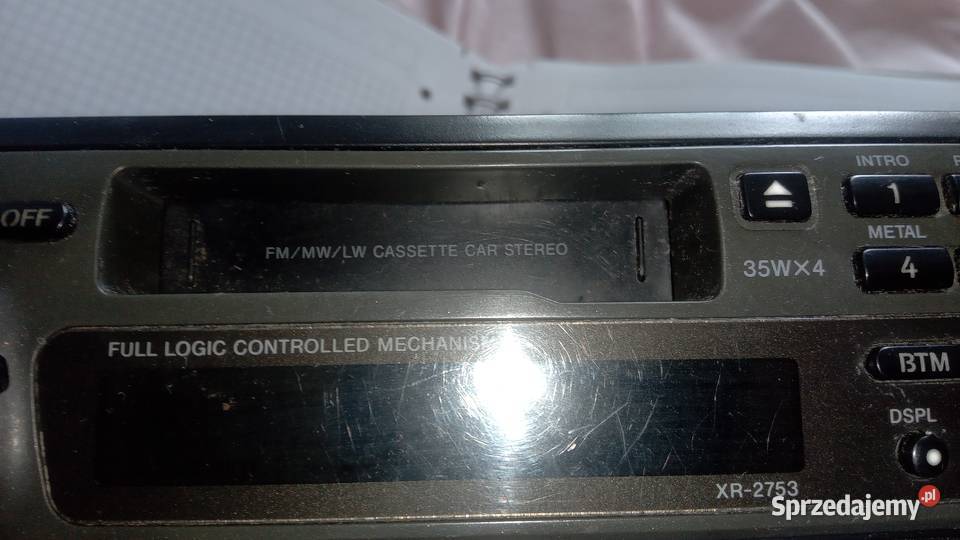 INTRO
OFF
1
FM/MW/LW CASSETTE CAR STEREO
METAL
35W×4
4
FULL LOGIC CONTROLLED
BTM
DSPL
XR-2753
Sprzedajemy.pl